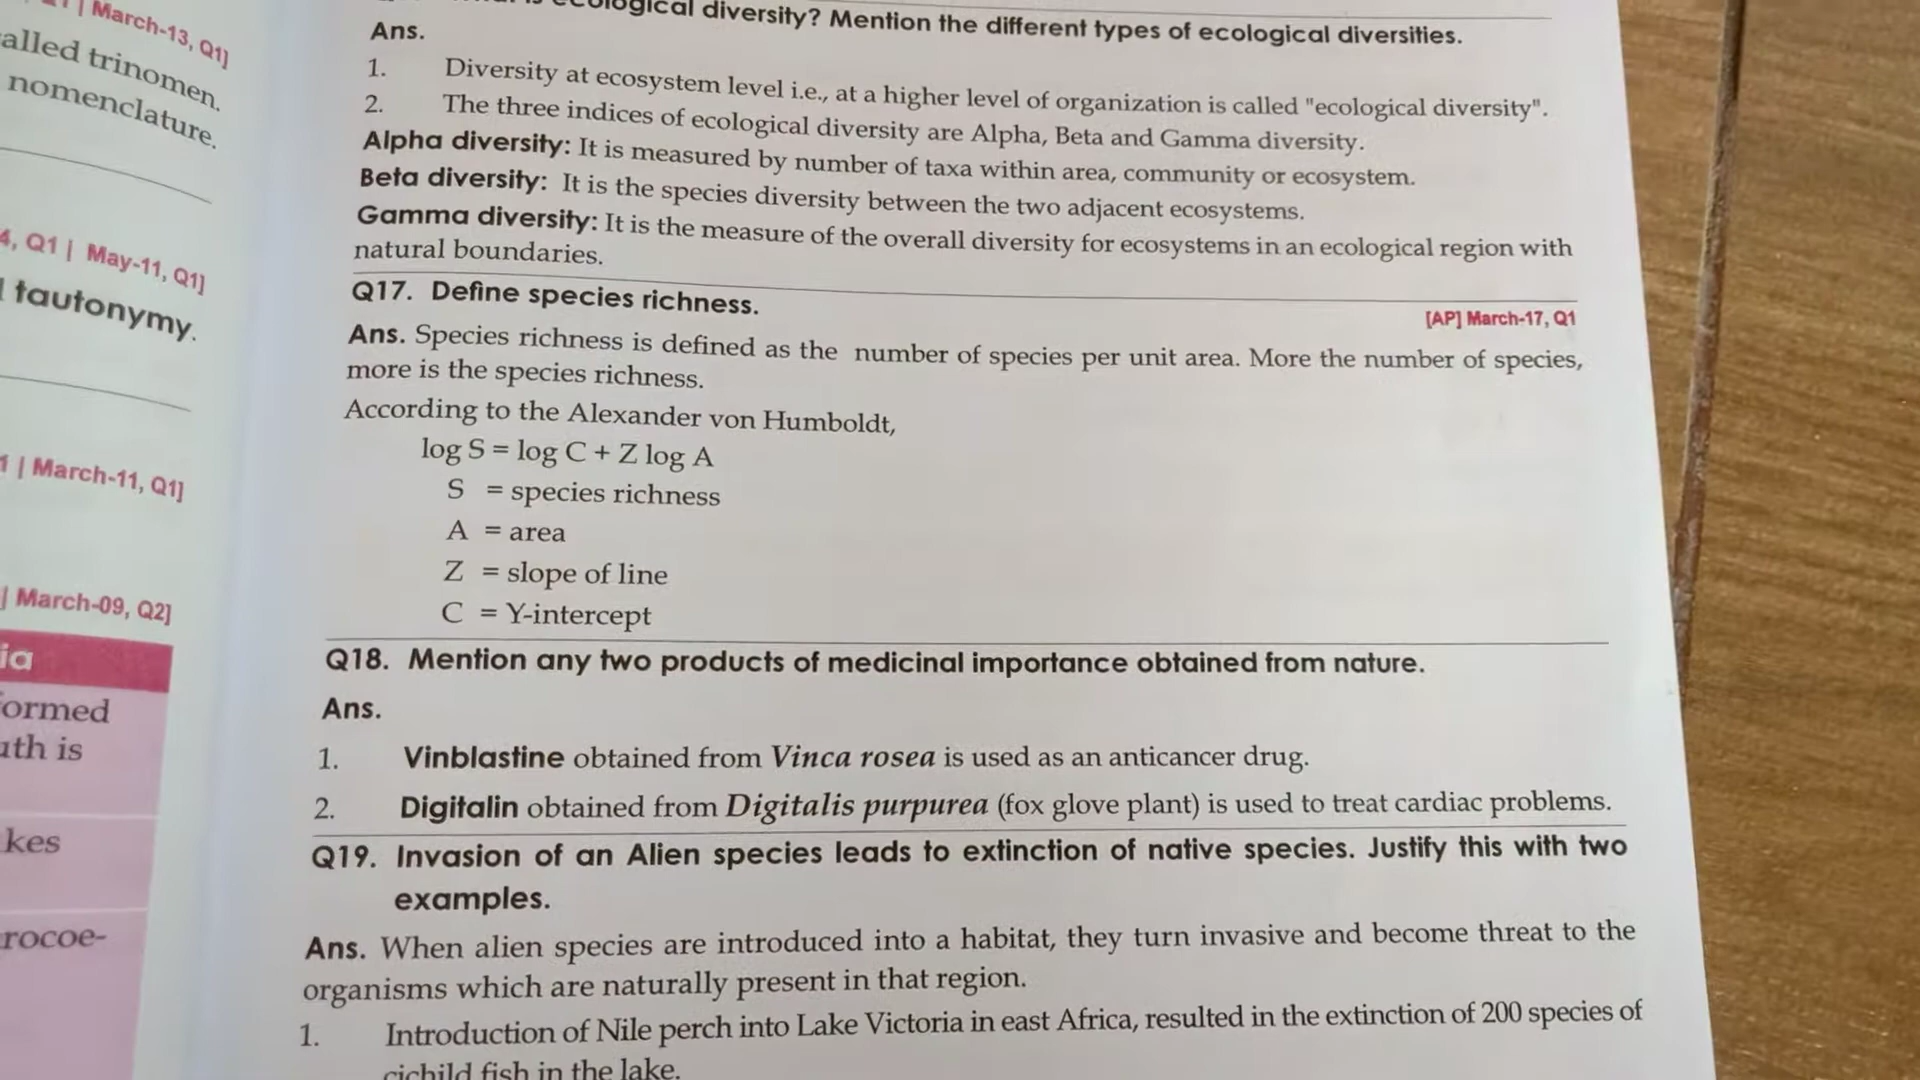 March-13, Q1]
alled trinomen.
nomenclature.
4, Q1 | May-11, Q1]
tautonymy.
1 | March-11, Q1]
| March-09, Q2]
ia
ormed
uth is
kes
rocoe-
ecological diversity? Mention the different types of ecological diversities.
Ans.
1. Diversity at ecosystem level i.e., at a higher level of organization is called "ecological diversity".
2. The three indices of ecological diversity are Alpha, Beta and Gamma diversity.
Alpha diversity: It is measured by number of taxa within area, community or ecosystem.
Beta diversity: It is the species diversity between the two adjacent ecosystems.
Gamma diversity: It is the measure of the overall diversity for ecosystems in an ecological region with
natural boundaries.
Q17. Define species richness.
[AP] March-17, Q1
Ans. Species richness is defined as the number of species per unit area. More the number of species,
more is the species richness.
According to the Alexander von Humboldt,
log S = log C + Z log A
S = species richness
A = area
Z = slope of line
C = Y-intercept
Q18. Mention any two products of medicinal importance obtained from nature.
Ans.
1. Vinblastine obtained from Vinca rosea is used as an anticancer drug.
2. Digitalin obtained from Digitalis purpurea (fox glove plant) is used to treat cardiac problems.
Q19. Invasion of an Alien species leads to extinction of native species. Justify this with two
examples.
Ans. When alien species are introduced into a habitat, they turn invasive and become threat to the
organisms which are naturally present in that region.
1. Introduction of Nile perch into Lake Victoria in east Africa, resulted in the extinction of 200 species of
cichild fish in the lake.